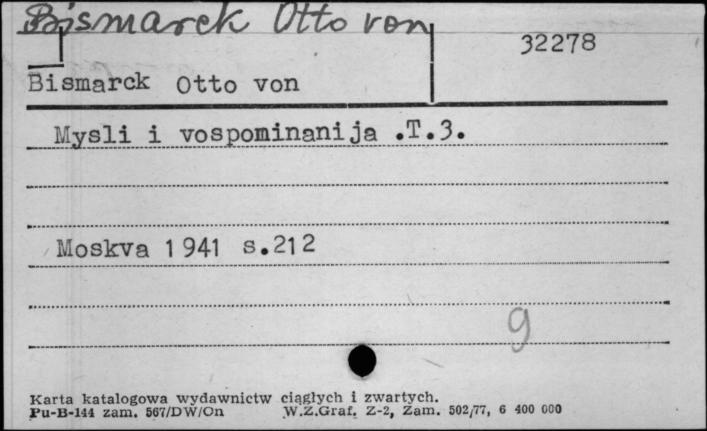 Bismarck Otto von
32278
Bismarck Otto von
Mysli i vospominanija .T.3.
Moskva 1941 s.212
9
Karta katalogowa wydawnictw ciągłych i zwartych.
Pu-B-144 zam. 567/DW/On W.Z.Graf. Z-2, Zam. 502/77, 6 400 000